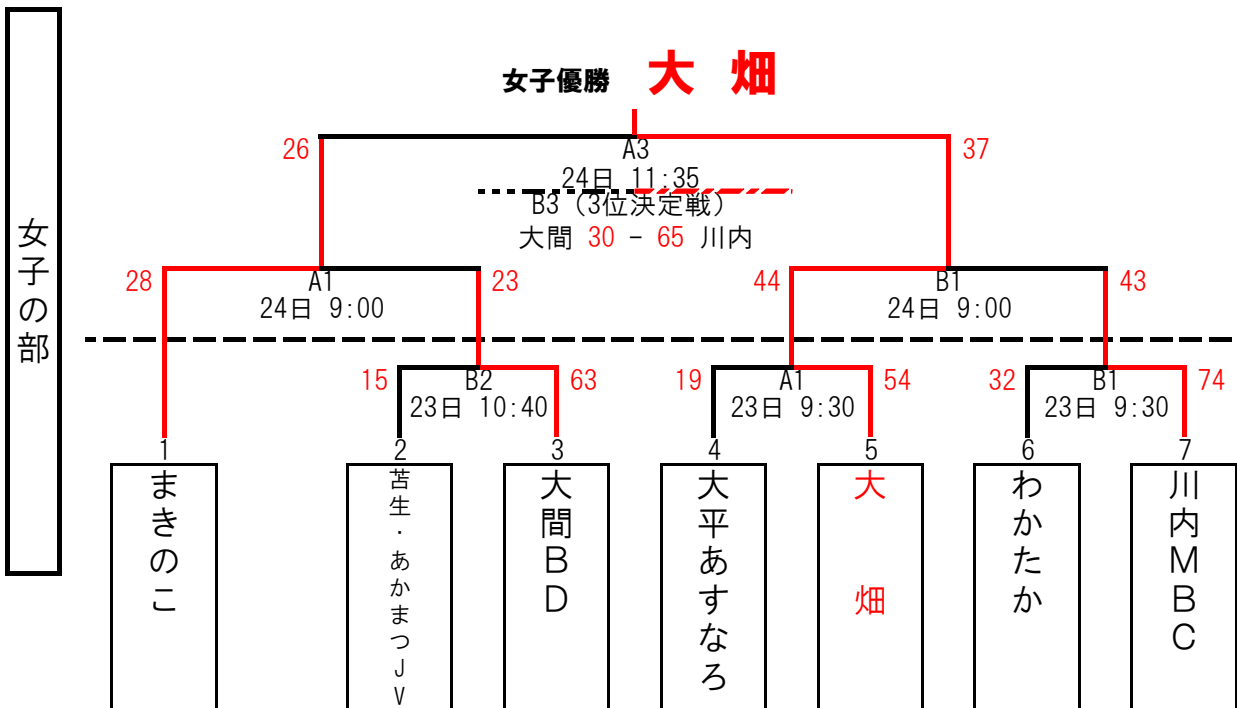 女子の部
女子優勝 大 畑
26 A3 37
24日 11:35
B3（3位決定戦）
大間 30 - 65 川内
28 A1 23 44 B1 43
24日 9:00 24日 9:00
15 B2 63 19 A1 54 32 B1 74
23日 10:40 23日 9:30 23日 9:30
1 2 3 4 5 6 7
まきのこ
苫生・あかまつJV
大間BD
大平あすなろ
大 畑
わかたか
川内MBC